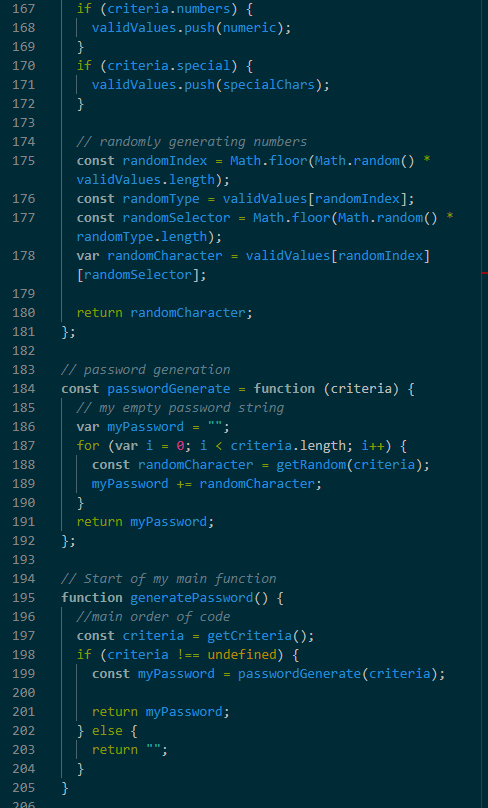 167 if (criteria.numbers) {
168 validValues.push(numeric);
169 }
170 if (criteria.special) {
171 validValues.push(specialChars);
172 }
173
174 // randomly generating numbers
175 const randomIndex = Math.floor(Math.random() *
validValues.length);
176 const randomType = validValues[randomIndex];
177 const randomSelector = Math.floor(Math.random() *
randomType.length);
178 var randomCharacter = validValues[randomIndex]
[randomSelector];
179
180 return randomCharacter;
181 };
182
183 // password generation
184 const passwordGenerate = function (criteria) {
185 // my empty password string
186 var myPassword = "";
187 for (var i = 0; i < criteria.length; i++) {
188 const randomCharacter = getRandom(criteria);
189 myPassword += randomCharacter;
190 }
191 return myPassword;
192 };
193
194 // Start of my main function
195 function generatePassword() {
196 //main order of code
197 const criteria = getCriteria();
198 if (criteria !== undefined) {
199 const myPassword = passwordGenerate(criteria);
200
201 return myPassword;
202 } else {
203 return "";
204 }
205 }
206